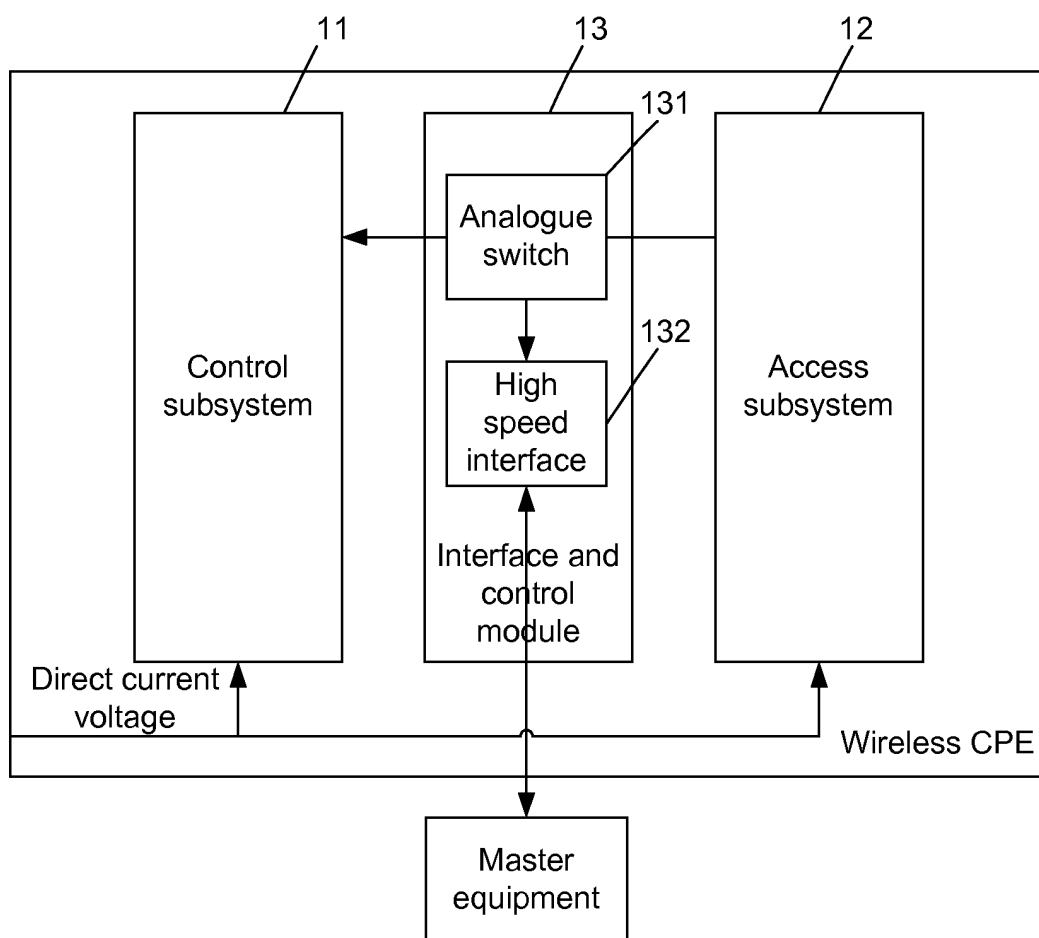 11
13
12
131
Analogue
switch
132
Control
subsystem
High
speed
interface
Access
subsystem
Interface and
control
module
Direct current
voltage
Wireless CPE
Master
equipment